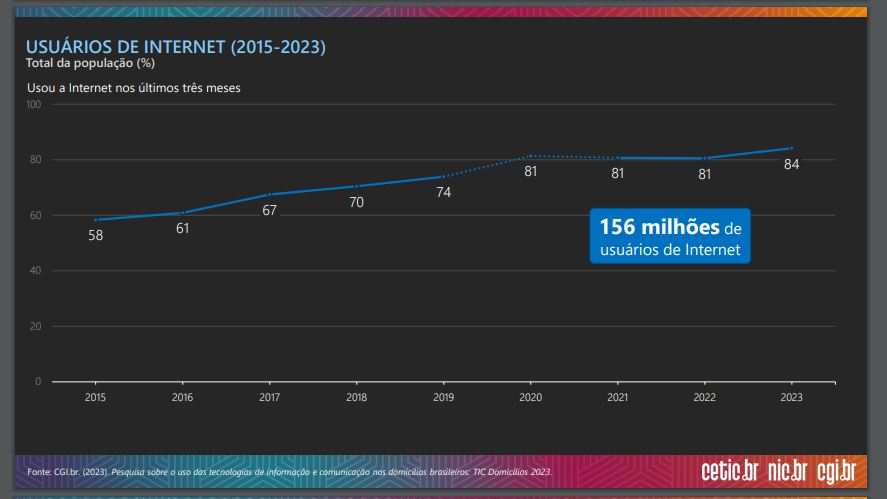 USUÁRIOS DE INTERNET (2015-2023)
Total da população (%)
Usou a Internet nos últimos três meses
100
80
60
40
20
0
58
61
67
70
74
81
81
81
84
156 milhões de
usuários de Internet
2015 2016 2017 2018 2019 2020 2021 2022 2023
Fonte: CGI.br. (2023). Pesquisa sobre o uso das tecnologias de informação e comunicação nos domicílios brasileiros: TIC Domicílios 2023.
cetic.br nic.br cgi.br